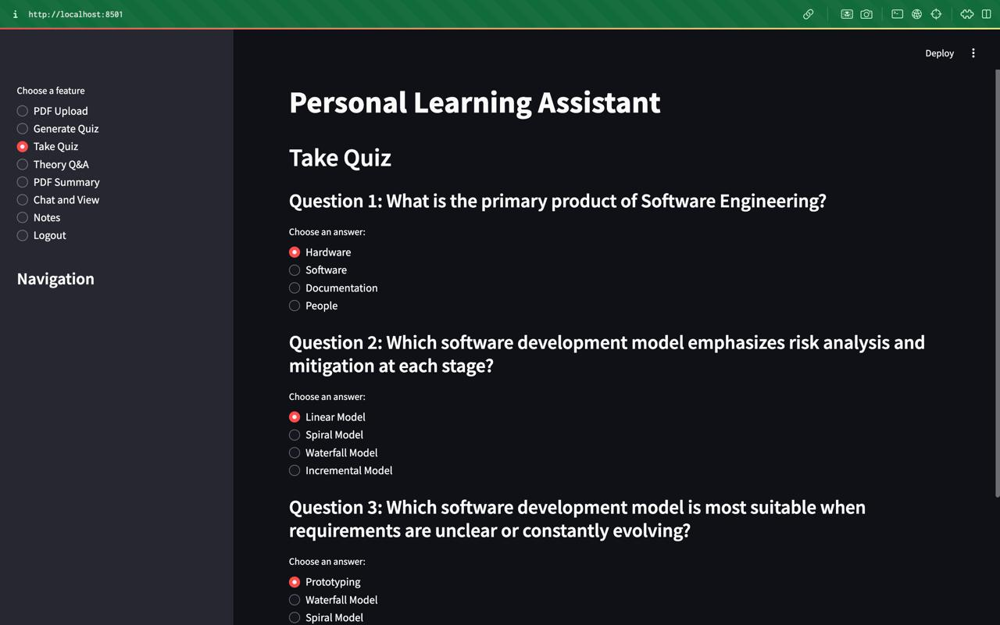 http://localhost:8501
Deploy
Choose a feature
PDF Upload
Generate Quiz
Take Quiz
Theory Q&A
PDF Summary
Chat and View
Notes
Logout
Navigation
Personal Learning Assistant
Take Quiz
Question 1: What is the primary product of Software Engineering?
Choose an answer:
Hardware
Software
Documentation
People
Question 2: Which software development model emphasizes risk analysis and
mitigation at each stage?
Choose an answer:
Linear Model
Spiral Model
Waterfall Model
Incremental Model
Question 3: Which software development model is most suitable when
requirements are unclear or constantly evolving?
Choose an answer:
Prototyping
Waterfall Model
Spiral Model